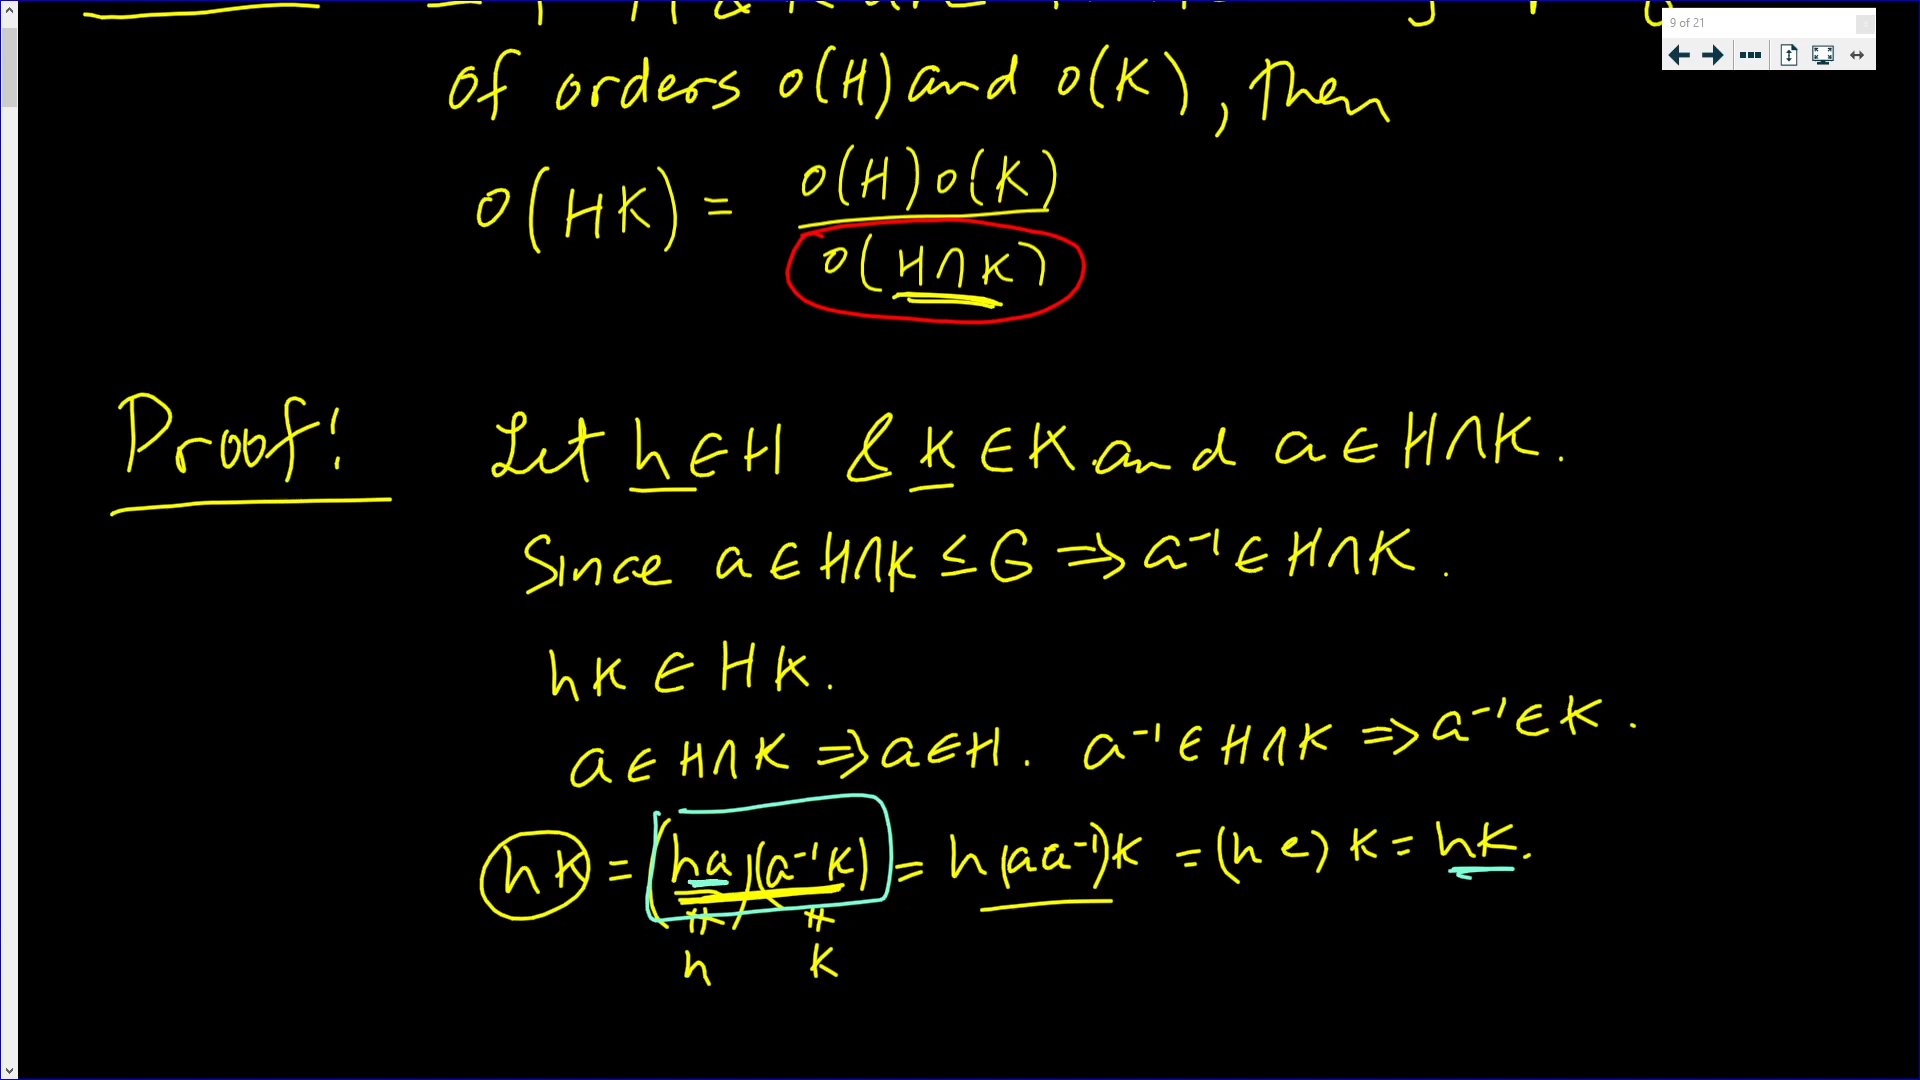 9 of 21
of orders o(H) and o(K), then
o(HK) = o(H) o(K)
o(H∩K)
Proof! Let h∈H & k∈K and a∈H∩K.
Since a∈H∩K ≤ G ⇒ a⁻¹∈H∩K.
hk∈HK.
a∈H∩K ⇒ a∈H. a⁻¹∈H∩K ⇒ a⁻¹∈K.
hk = (ha)(a⁻¹k) = h(aa⁻¹)k = (he)k = hk.
≠ ≠
h k